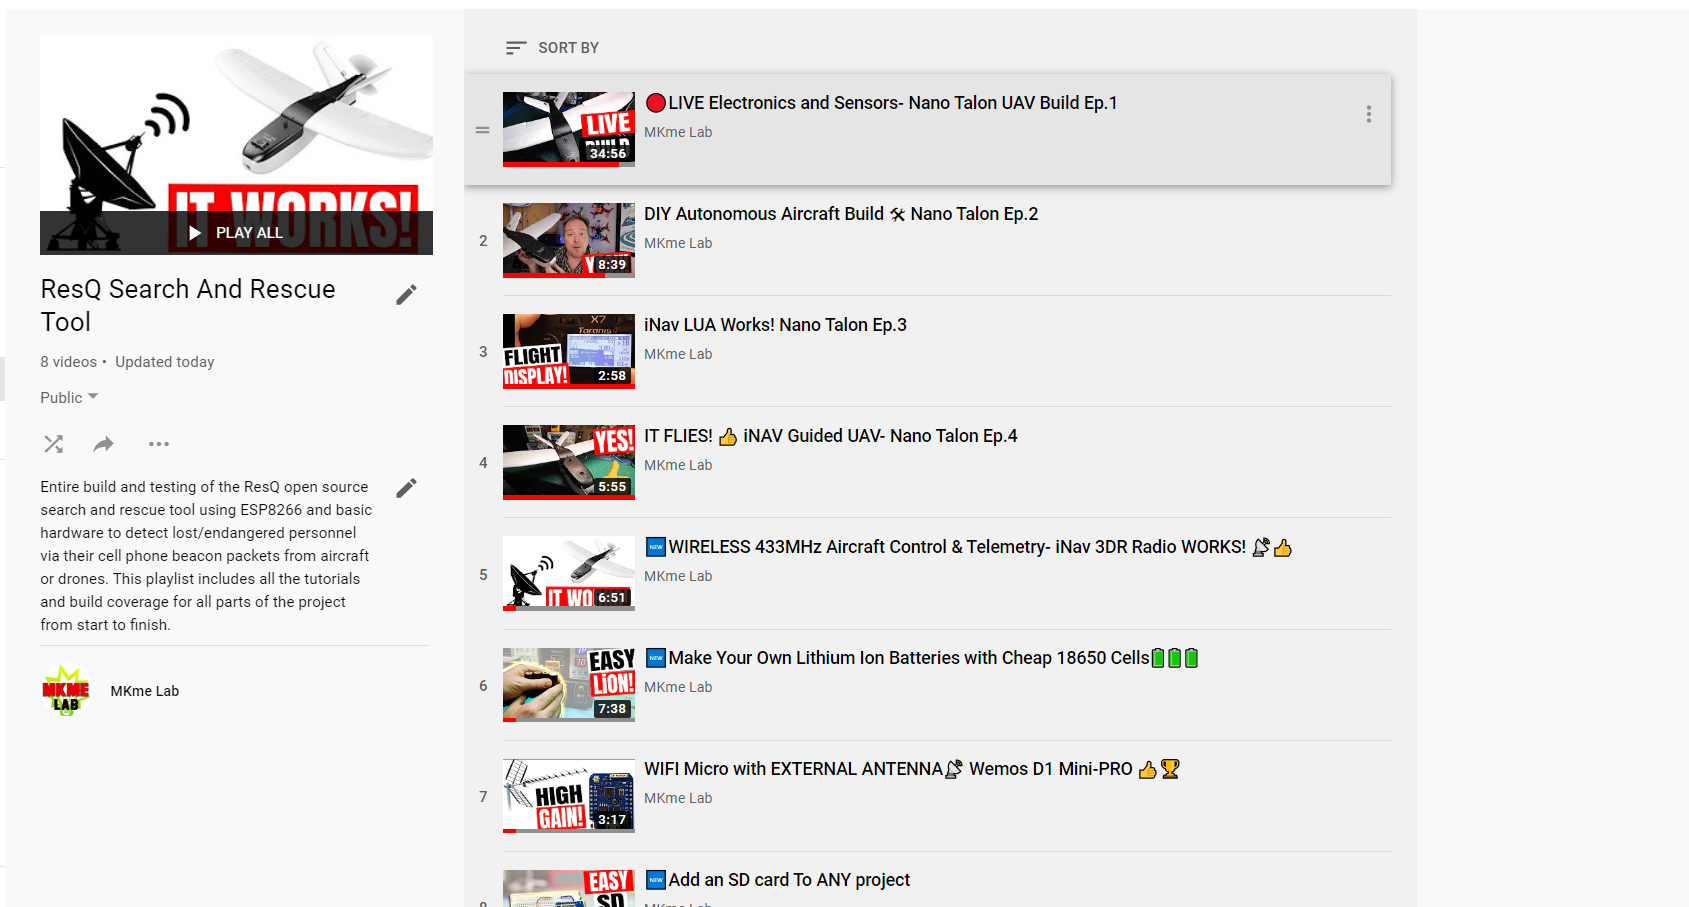 IT WORKS!
PLAY ALL
ResQ Search And Rescue
Tool
8 videos • Updated today
Public
Entire build and testing of the ResQ open source
search and rescue tool using ESP8266 and basic
hardware to detect lost/endangered personnel
via their cell phone beacon packets from aircraft
or drones. This playlist includes all the tutorials
and build coverage for all parts of the project
from start to finish.
MKME
LAB
MKme Lab
SORT BY
LIVE
34:56
🔴LIVE Electronics and Sensors- Nano Talon UAV Build Ep.1
MKme Lab
2
8:39
DIY Autonomous Aircraft Build 🛠 Nano Talon Ep.2
MKme Lab
3
X7
Taranis Q
FLIGHT
DISPLAY!
2:58
iNav LUA Works! Nano Talon Ep.3
MKme Lab
4
YES!
5:55
IT FLIES! 👍 iNAV Guided UAV- Nano Talon Ep.4
MKme Lab
5
IT WO
6:51
🆕WIRELESS 433MHz Aircraft Control & Telemetry- iNav 3DR Radio WORKS! 📡👍
MKme Lab
6
EASY
LiON!
7:38
🆕Make Your Own Lithium Ion Batteries with Cheap 18650 Cells🔋🔋🔋
MKme Lab
7
HIGH
GAIN!
3:17
WIFI Micro with EXTERNAL ANTENNA📡 Wemos D1 Mini-PRO 👍🏆
MKme Lab
8
EASY
SD
🆕Add an SD card To ANY project
MKme Lab